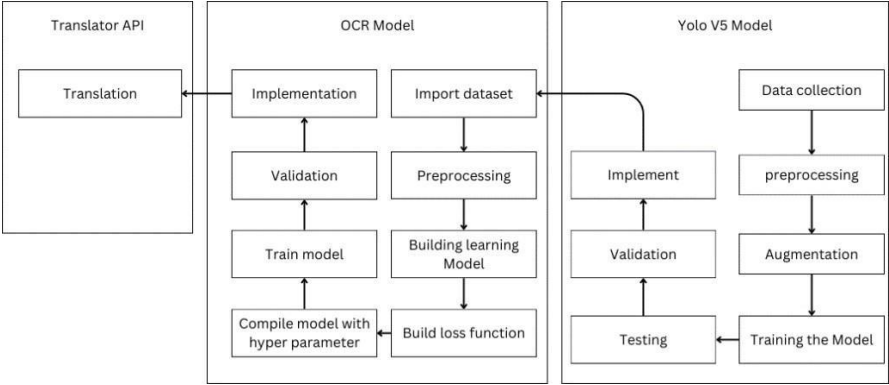 Translator API
Translation
OCR Model
Implementation
Validation
Train model
Compile model with
hyper parameter
Import dataset
Preprocessing
Building learning
Model
Build loss function
Yolo V5 Model
Implement
Validation
Testing
Data collection
preprocessing
Augmentation
Training the Model